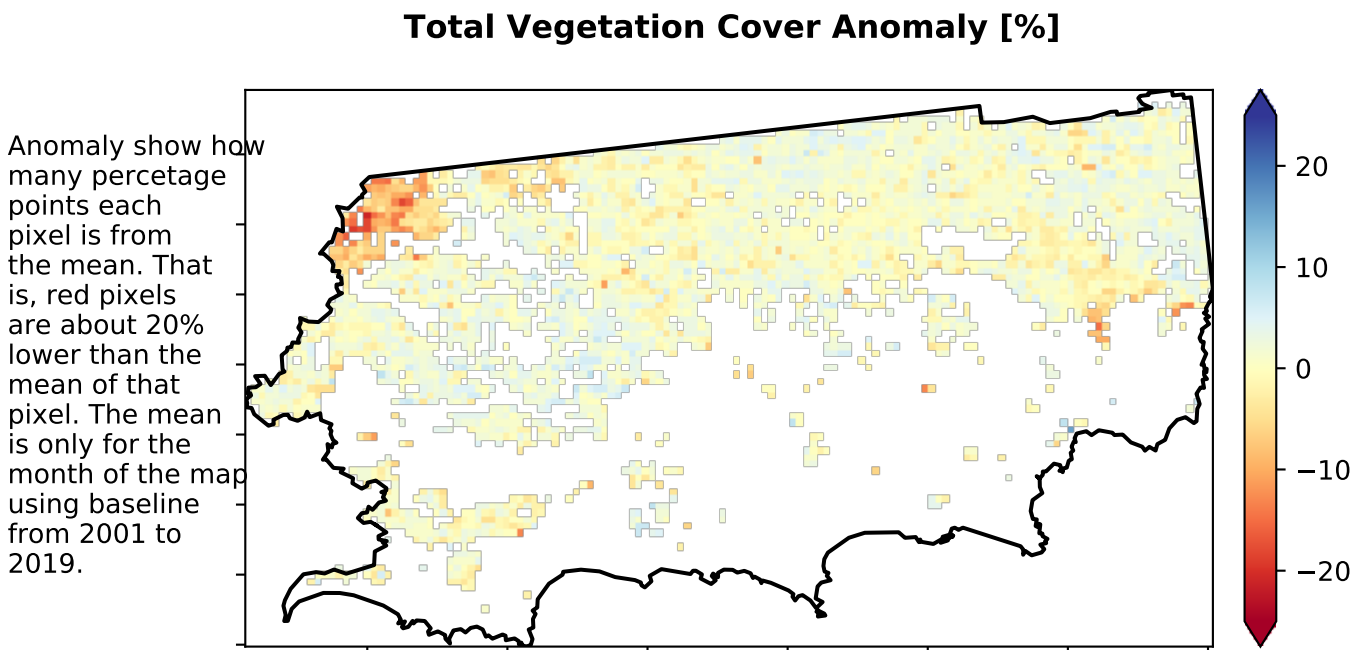 Total Vegetation Cover Anomaly [%]
Anomaly show how
many percetage
points each
pixel is from
the mean. That
is, red pixels
are about 20%
lower than the
mean of that
pixel. The mean
is only for the
month of the map
using baseline
from 2001 to
2019.
20
10
0
−10
−20